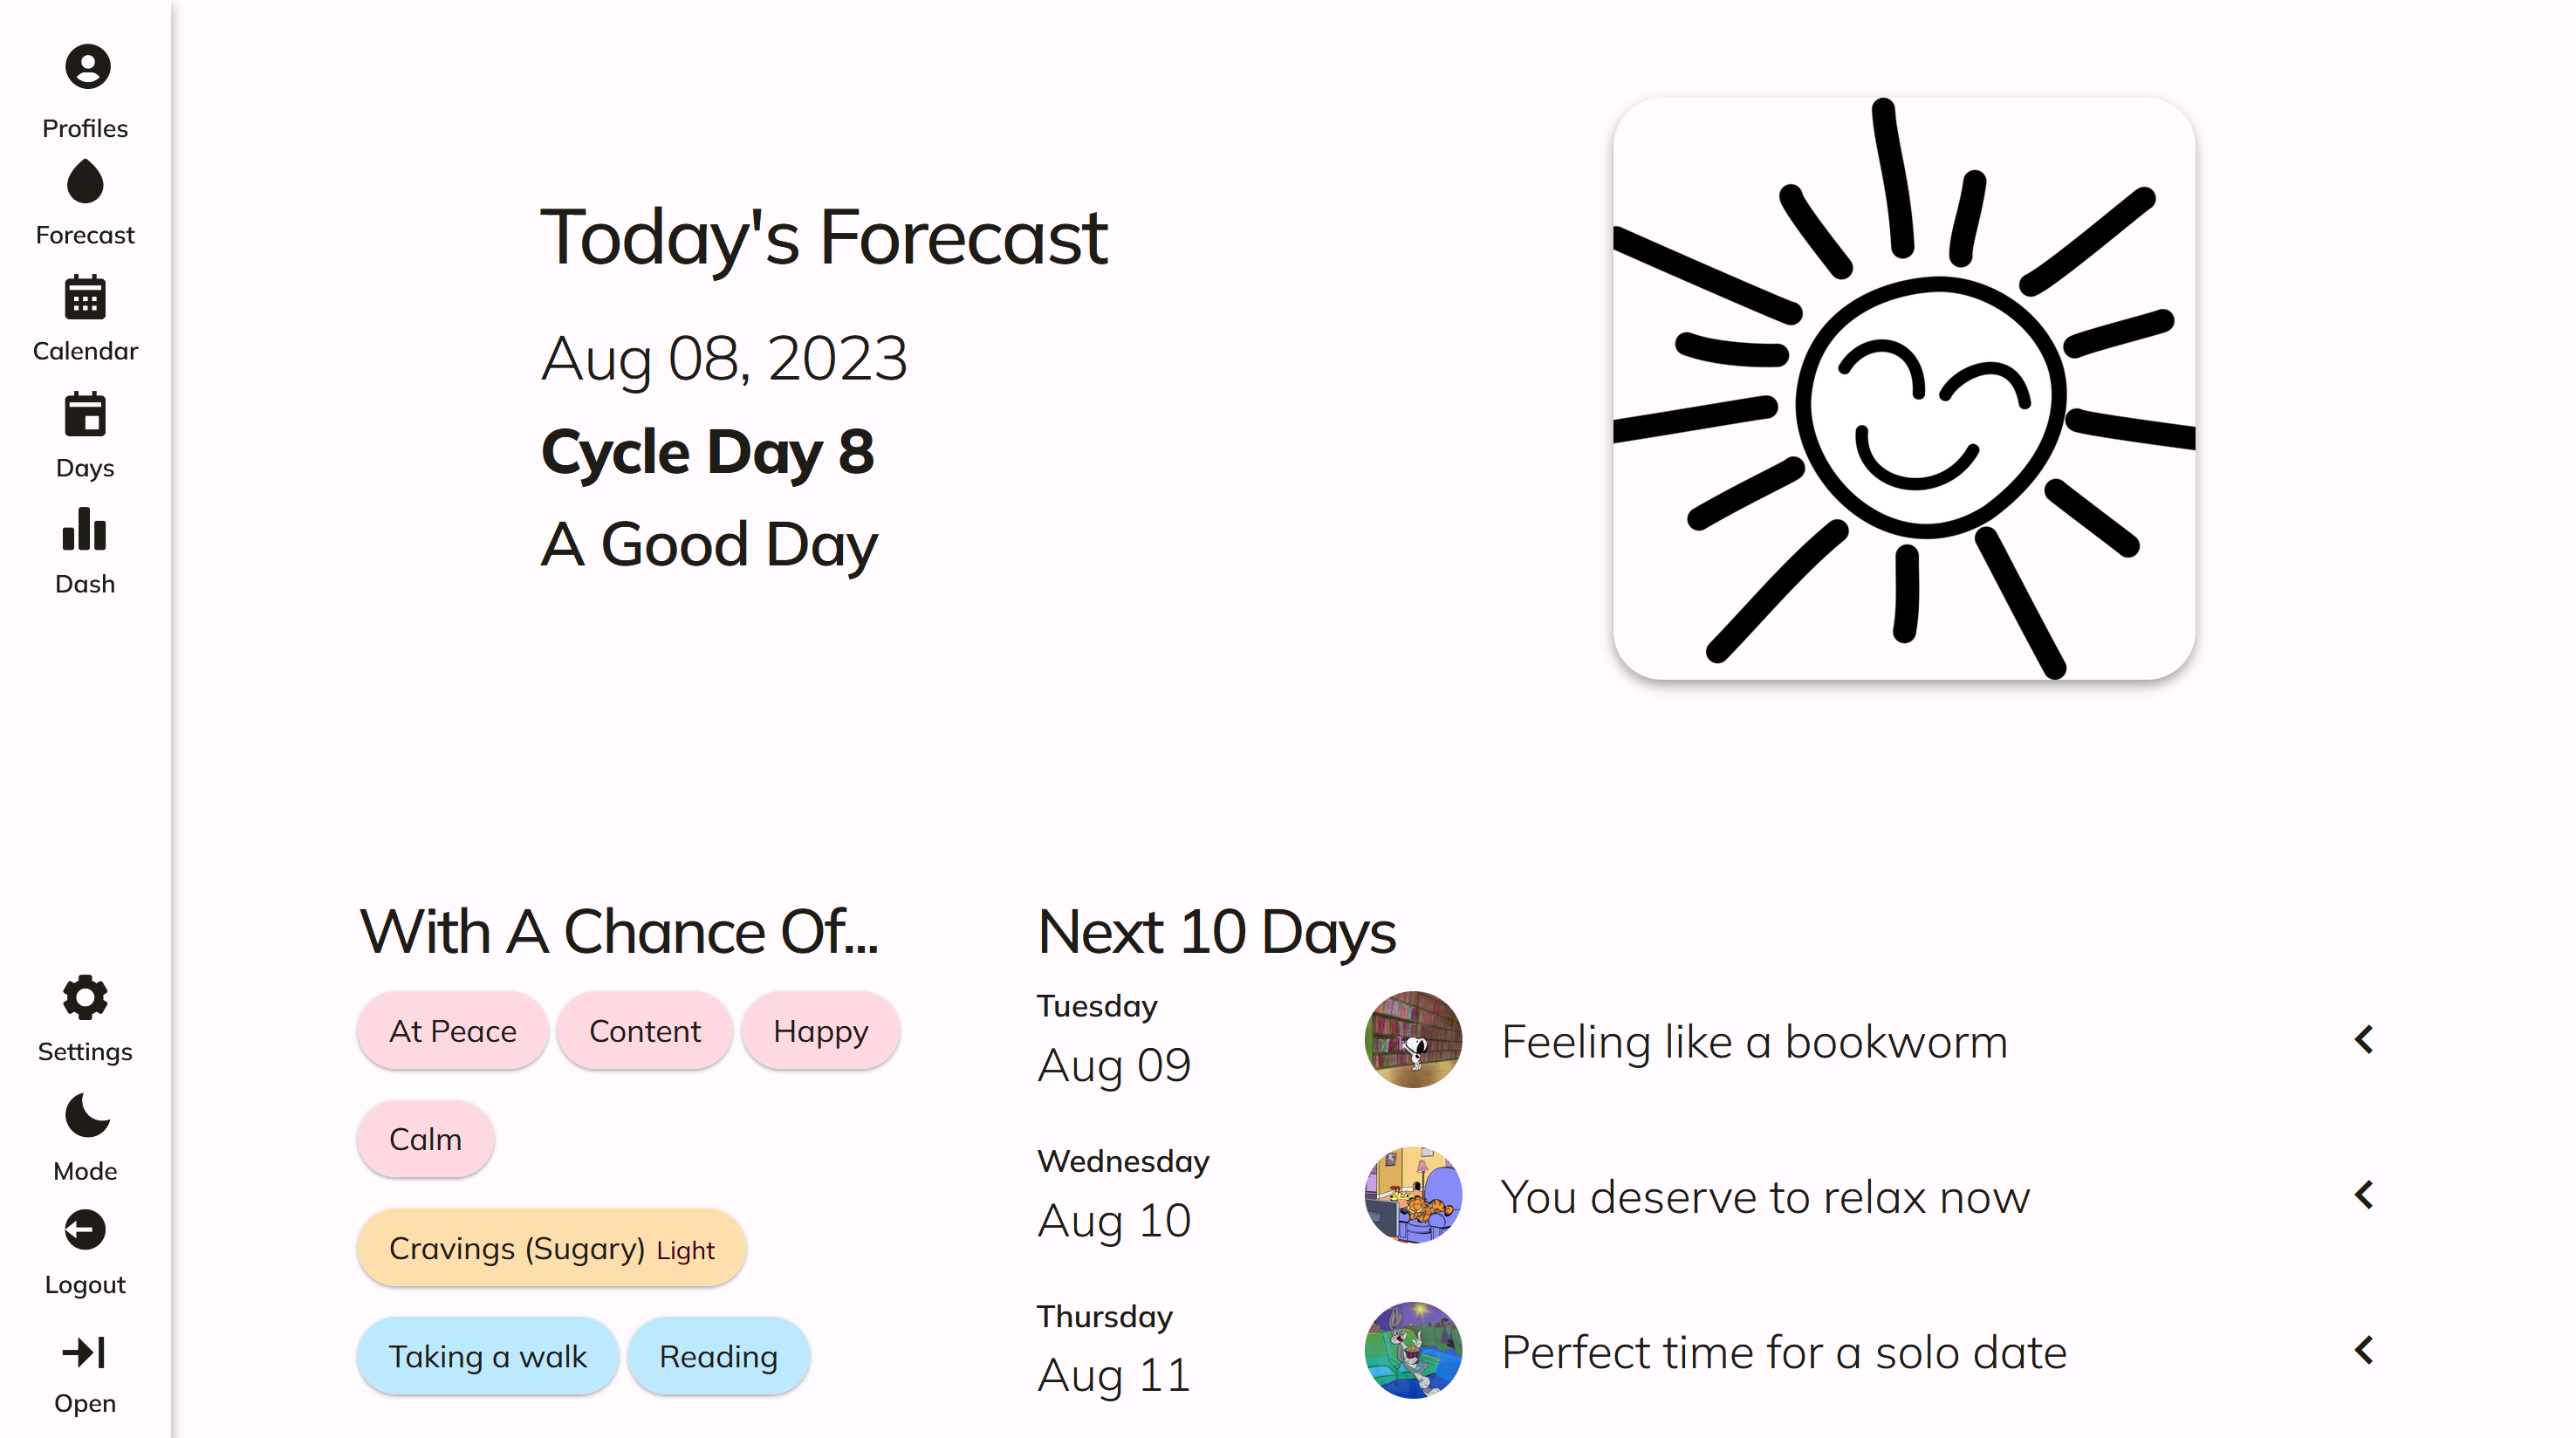 Profiles
Forecast
Calendar
Days
Dash
Settings
Mode
Logout
Open
Today's Forecast
Aug 08, 2023
Cycle Day 8
A Good Day
With A Chance Of...
At Peace Content Happy
Calm
Cravings (Sugary) Light
Taking a walk Reading
Next 10 Days
Tuesday
Aug 09
Feeling like a bookworm
Wednesday
Aug 10
You deserve to relax now
Thursday
Aug 11
Perfect time for a solo date